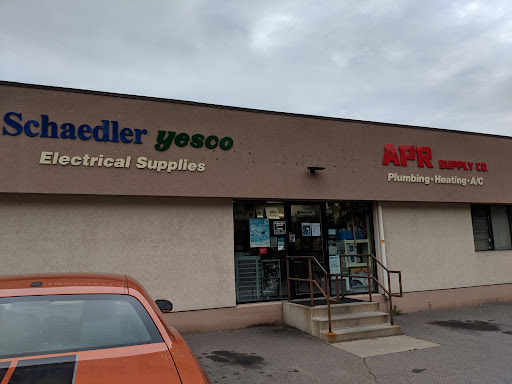 Schaedler yesco
Electrical Supplies
APR SUPPLY CO.
Plumbing•Heating•A/C